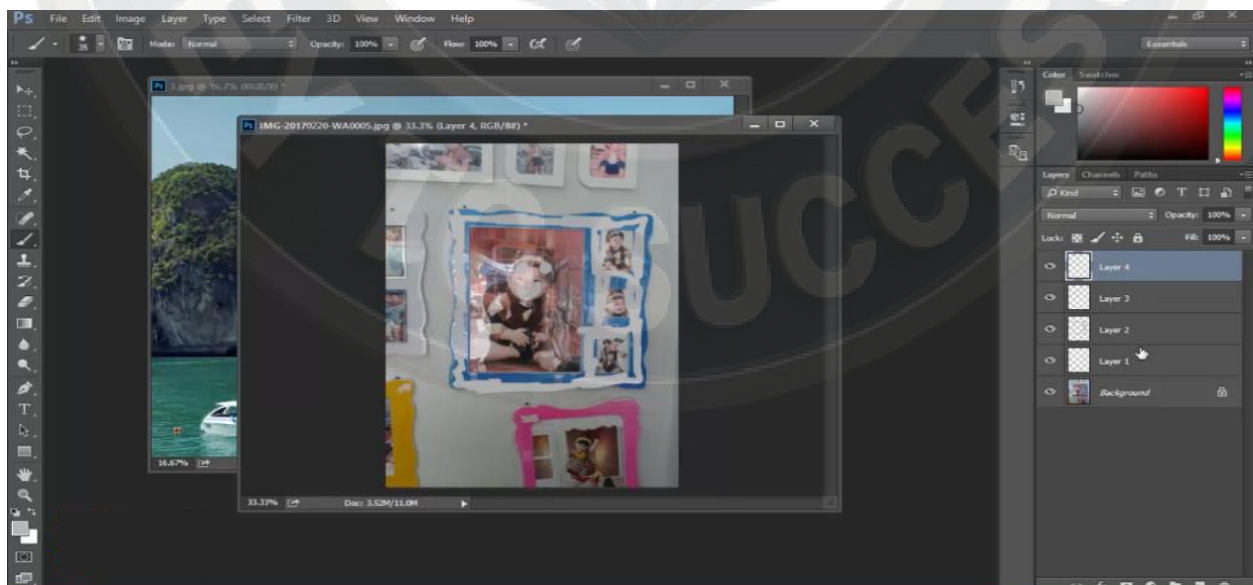 Ps File Edit Image Layer Type Select Filter 3D View Window Help
35 Mode: Normal Opacity: 100% Flow: 100%
Essentials
Color Swatches
Ps 3.jpg @ 16.7% (RGB/8) *
Ps IMG-20170220-WA0005.jpg @ 33.3% (Layer 4, RGB/8#) *
Layers Channels Paths
Kind
Normal Opacity: 100%
Lock: Fill: 100%
Layer 4
Layer 3
Layer 2
Layer 1
Background
16.67%
33.33% Doc: 3.52M/11.0M
SUCCES